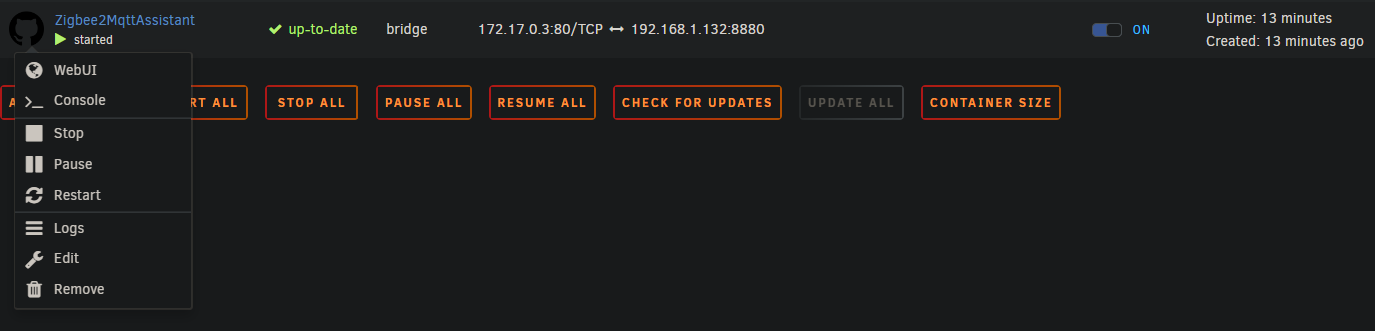 Zigbee2MqttAssistant
started
up-to-date
bridge
172.17.0.3:80/TCP ↔ 192.168.1.132:8880
ON
Uptime: 13 minutes
Created: 13 minutes ago
WebUI
Console
Stop
Pause
Restart
Logs
Edit
Remove
A
RT ALL
STOP ALL
PAUSE ALL
RESUME ALL
CHECK FOR UPDATES
UPDATE ALL
CONTAINER SIZE